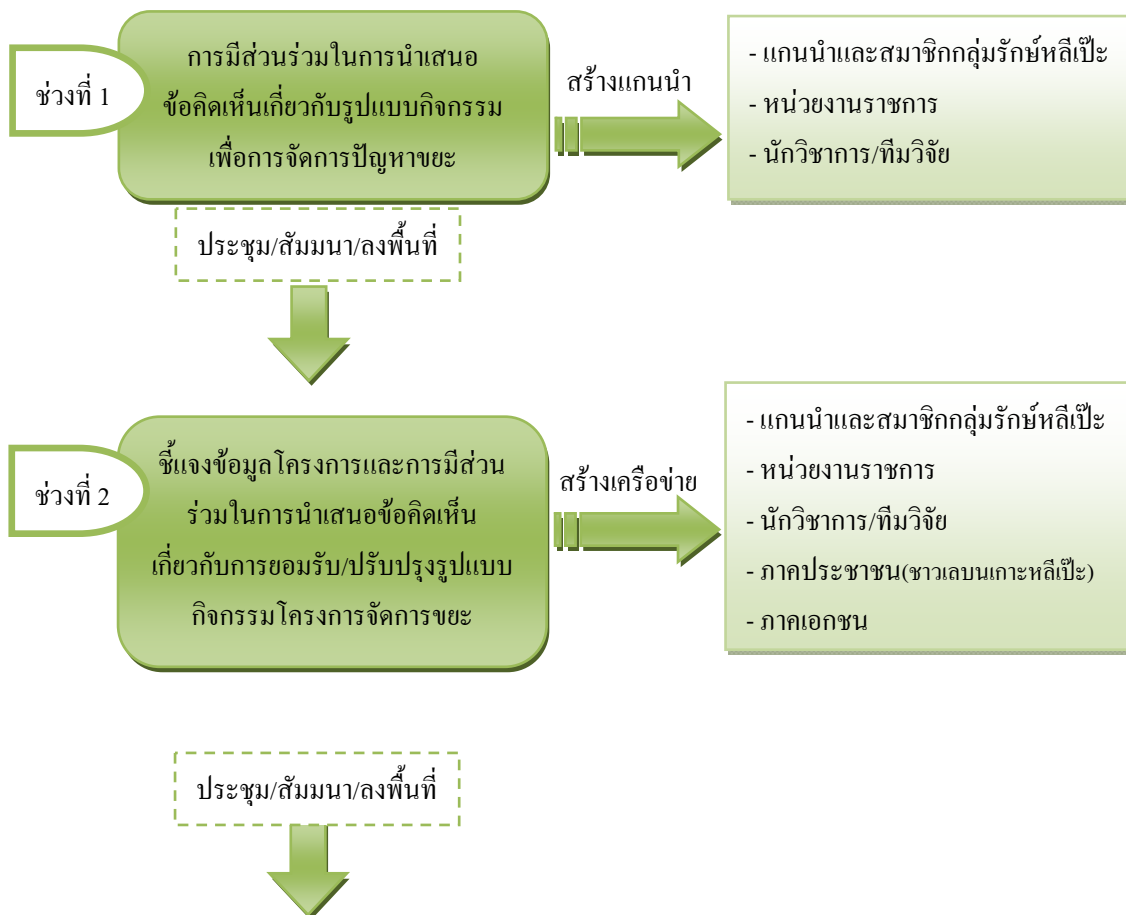 ช่วงที่ 1
การมีส่วนร่วมในการนำเสนอ
ข้อคิดเห็นเกี่ยวกับรูปแบบกิจกรรม
เพื่อการจัดการปัญหาขยะ
สร้างแกนนำ
- แกนนำและสมาชิกกลุ่มรักษ์หลีเป๊ะ
- หน่วยงานราชการ
- นักวิชาการ/ทีมวิจัย
ประชุม/สัมมนา/ลงพื้นที่
ช่วงที่ 2
ชี้แจงข้อมูลโครงการและการมีส่วน
ร่วมในการนำเสนอข้อคิดเห็น
เกี่ยวกับการยอมรับ/ปรับปรุงรูปแบบ
กิจกรรมโครงการจัดการขยะ
สร้างเครือข่าย
- แกนนำและสมาชิกกลุ่มรักษ์หลีเป๊ะ
- หน่วยงานราชการ
- นักวิชาการ/ทีมวิจัย
- ภาคประชาชน(ชาวเลบนเกาะหลีเป๊ะ)
- ภาคเอกชน
ประชุม/สัมมนา/ลงพื้นที่